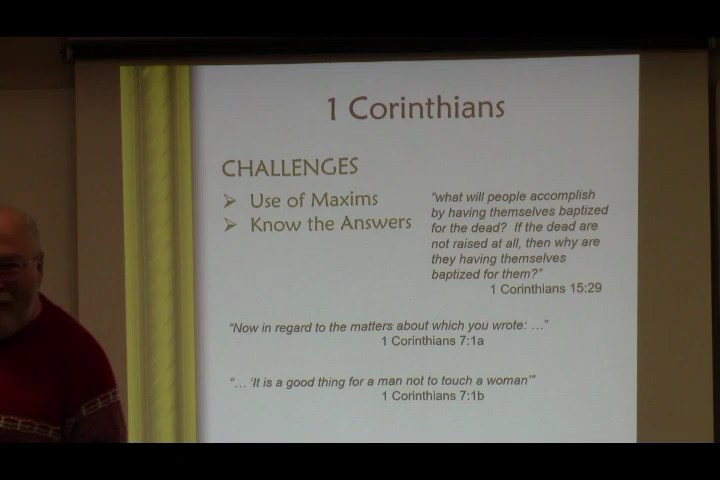 1 Corinthians
CHALLENGES
➢ Use of Maxims
➢ Know the Answers
"what will people accomplish
by having themselves baptized
for the dead? If the dead are
not raised at all, then why are
they having themselves
baptized for them?"
1 Corinthians 15:29
"Now in regard to the matters about which you wrote: …"
1 Corinthians 7:1a
"… 'It is a good thing for a man not to touch a woman'"
1 Corinthians 7:1b